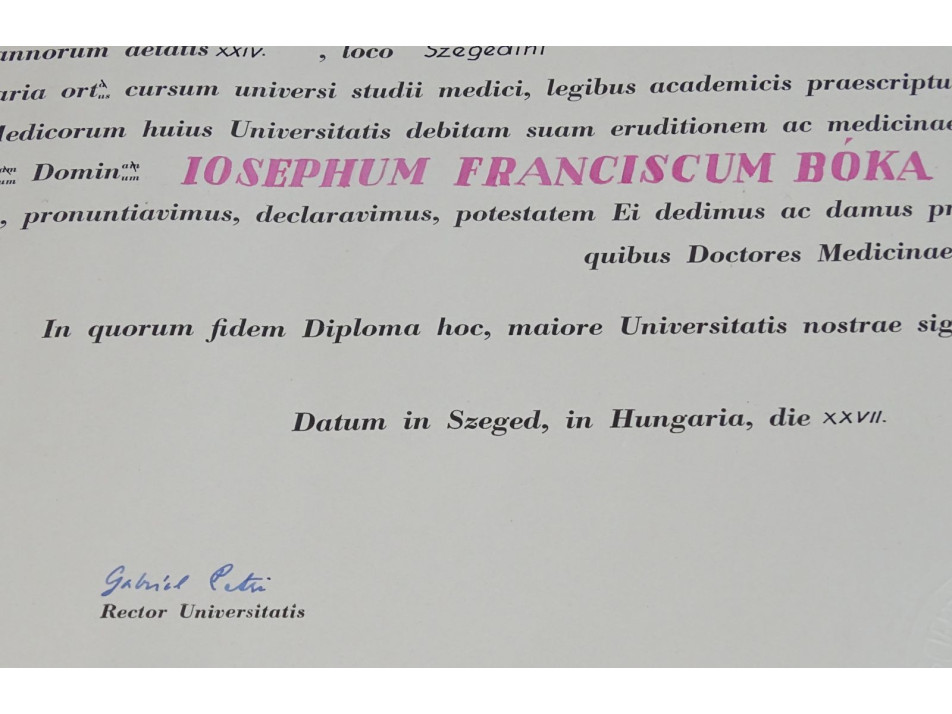 annorum aetatis XXIV. , loco Szegedini
aria ort cursum universi studii medici, legibus academicis praescriptu
Medicorum huius Universitatis debitam suam eruditionem ac medicinae
um Domin am um IOSEPHUM FRANCISCUM BÓKA
, pronuntiavimus, declaravimus, potestatem Ei dedimus ac damus pr
quibus Doctores Medicinae
In quorum fidem Diploma hoc, maiore Universitatis nostrae sig
Datum in Szeged, in Hungaria, die XXVII.
Gabriel Petri
Rector Universitatis